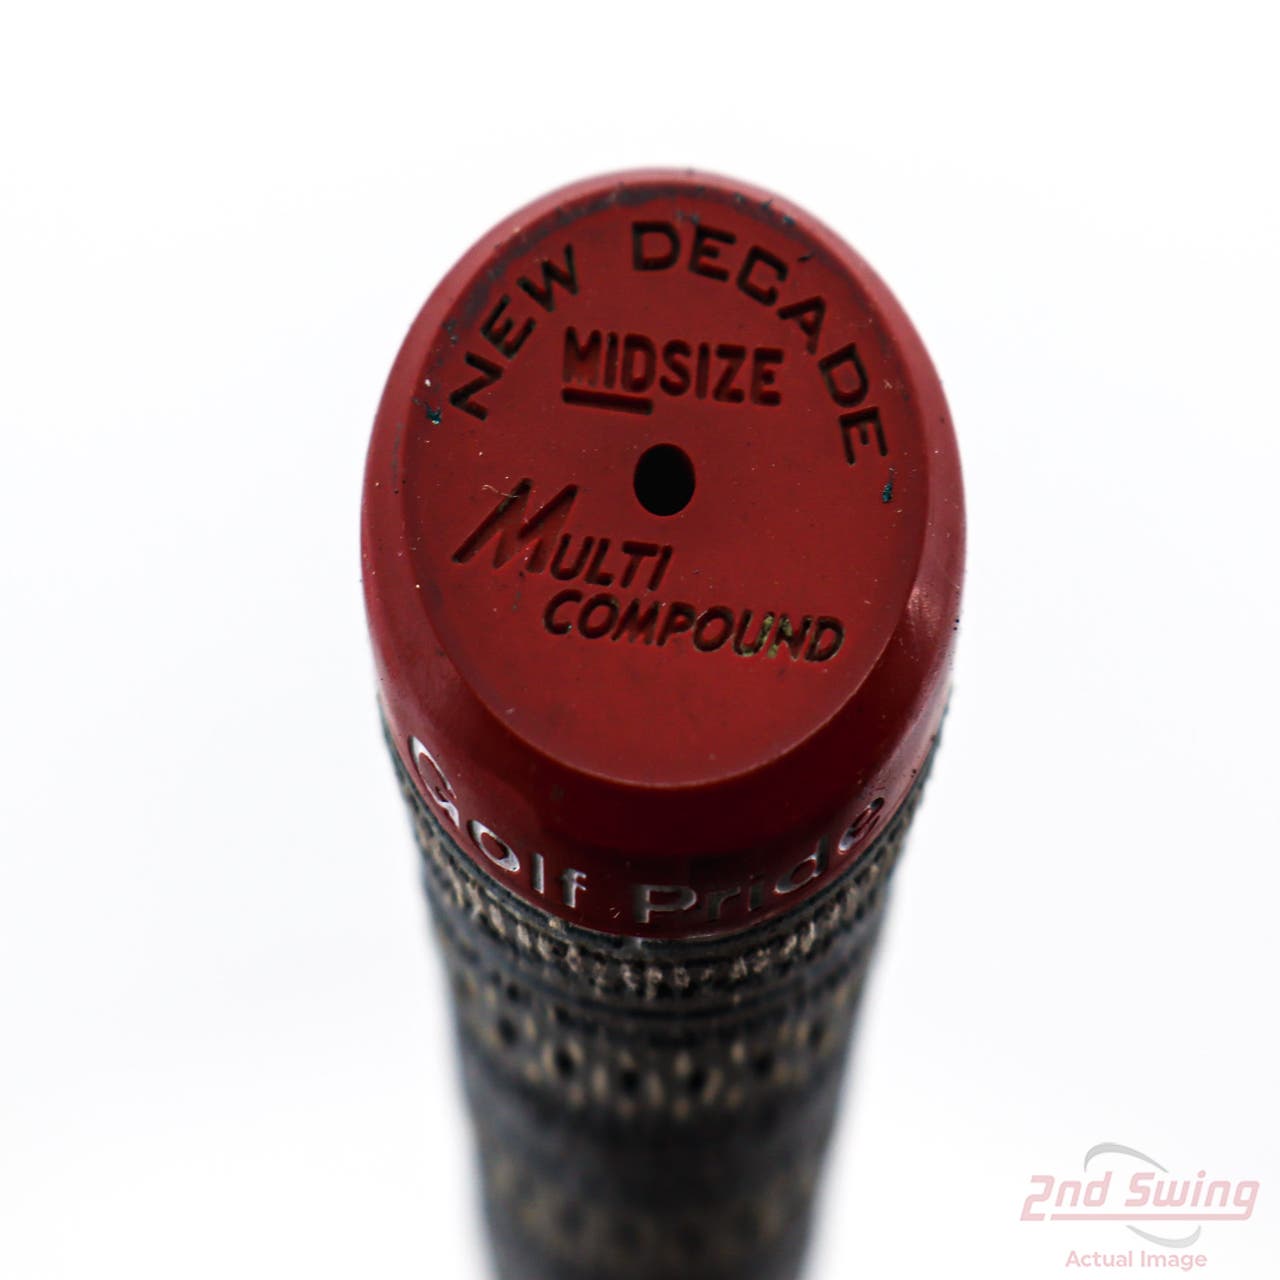 NEW DECADE
MIDSIZE
MULTI
COMPOUND
Golf Pride
2nd Swing
Actual Image